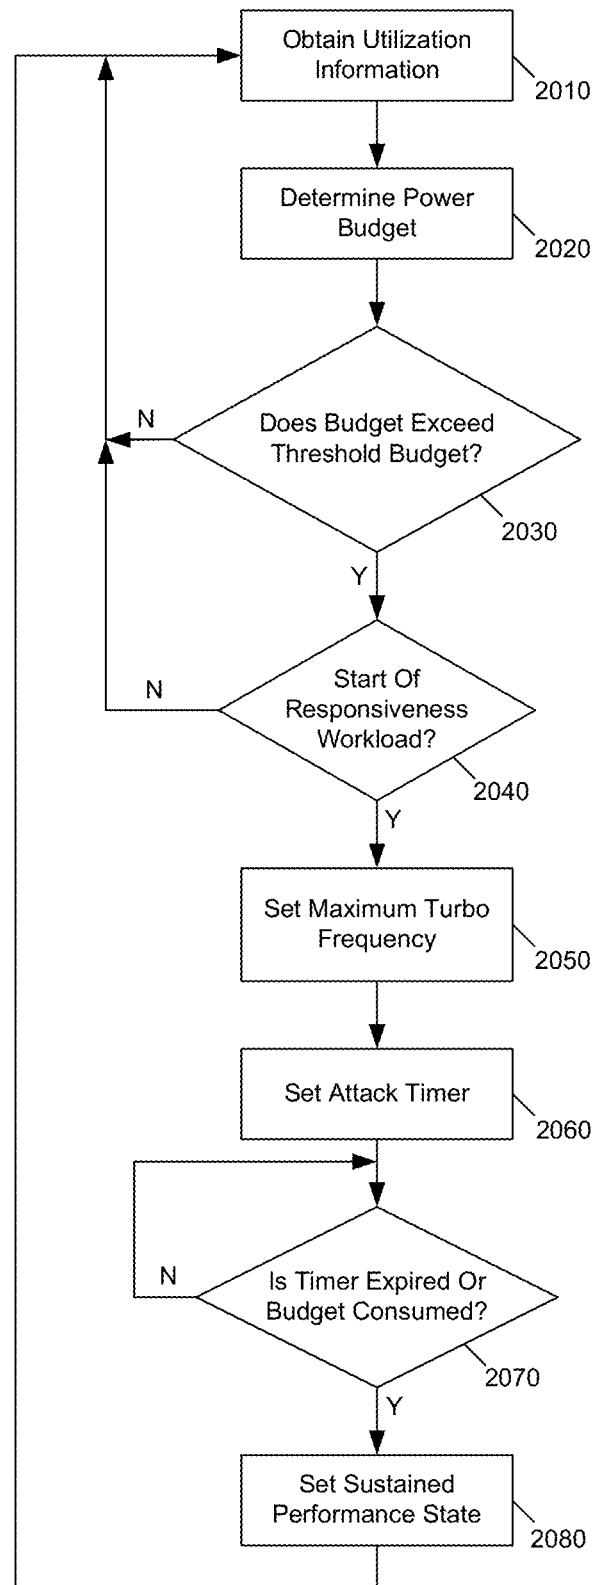 Obtain Utilization
Information
2010
Determine Power
Budget
2020
Does Budget Exceed
Threshold Budget?
N
2030
Y
Start Of
Responsiveness
Workload?
N
2040
Y
Set Maximum Turbo
Frequency
2050
Set Attack Timer
2060
Is Timer Expired Or
Budget Consumed?
N
2070
Y
Set Sustained
Performance State
2080